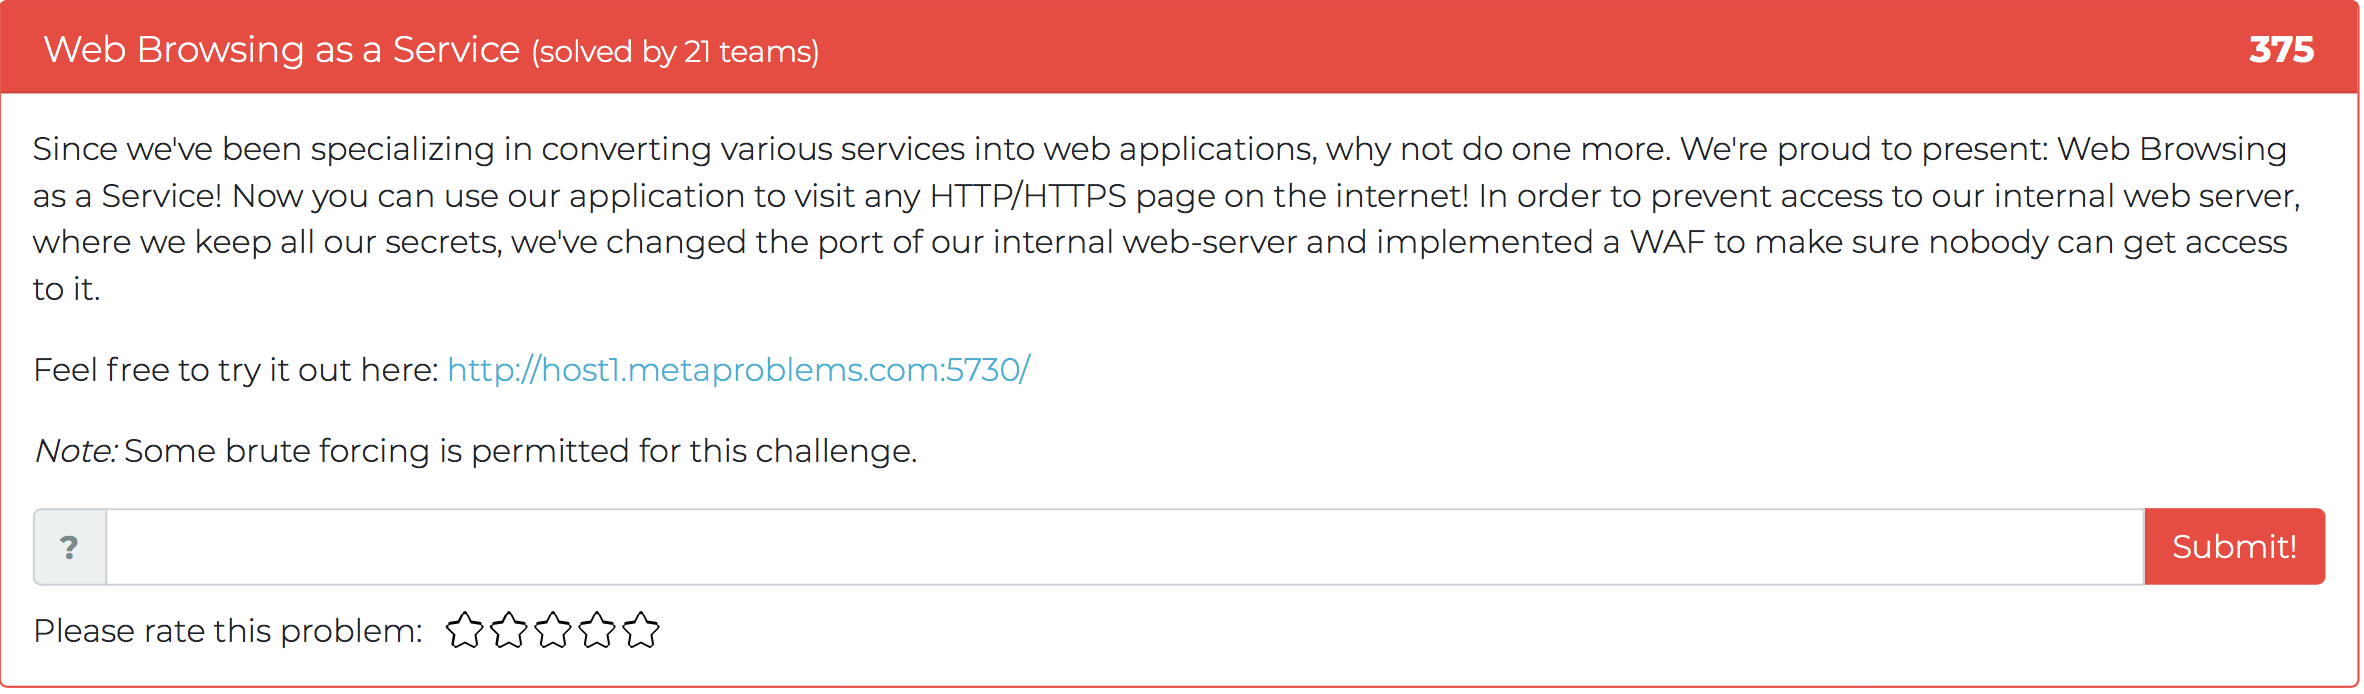 Web Browsing as a Service (solved by 21 teams) 375
Since we've been specializing in converting various services into web applications, why not do one more. We're proud to present: Web Browsing
as a Service! Now you can use our application to visit any HTTP/HTTPS page on the internet! In order to prevent access to our internal web server,
where we keep all our secrets, we've changed the port of our internal web-server and implemented a WAF to make sure nobody can get access
to it.
Feel free to try it out here: http://host1.metaproblems.com:5730/
Note: Some brute forcing is permitted for this challenge.
? Submit!
Please rate this problem: